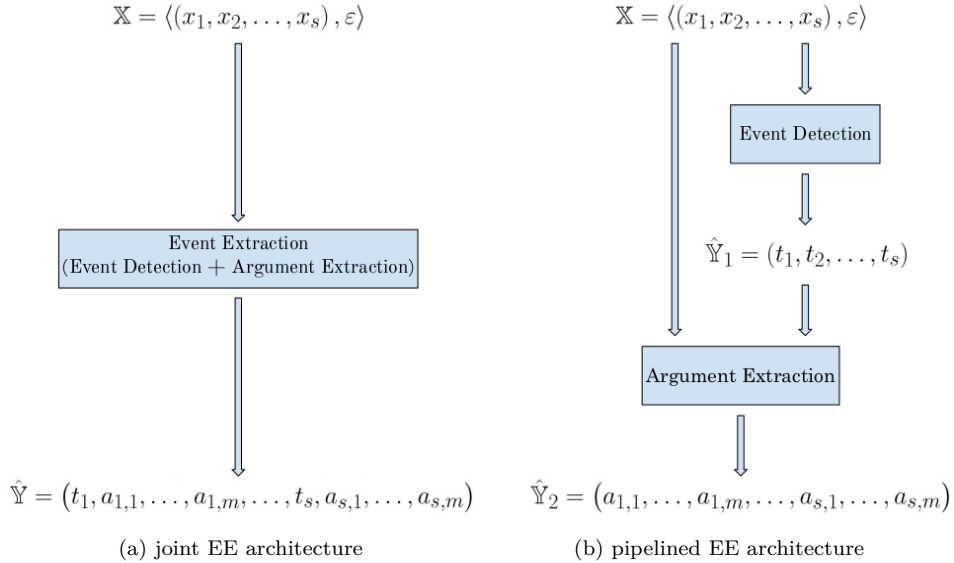 𝕏 = ⟨(x₁, x₂, . . . , xₛ) , ε⟩
Event Extraction
(Event Detection + Argument Extraction)
Ŷ = (t₁, a₁,₁, . . . , a₁,ₘ, . . . , tₛ, aₛ,₁, . . . , aₛ,ₘ)
(a) joint EE architecture
𝕏 = ⟨(x₁, x₂, . . . , xₛ) , ε⟩
Event Detection
Ŷ₁ = (t₁, t₂, . . . , tₛ)
Argument Extraction
Ŷ₂ = (a₁,₁, . . . , a₁,ₘ, . . . , aₛ,₁, . . . , aₛ,ₘ)
(b) pipelined EE architecture